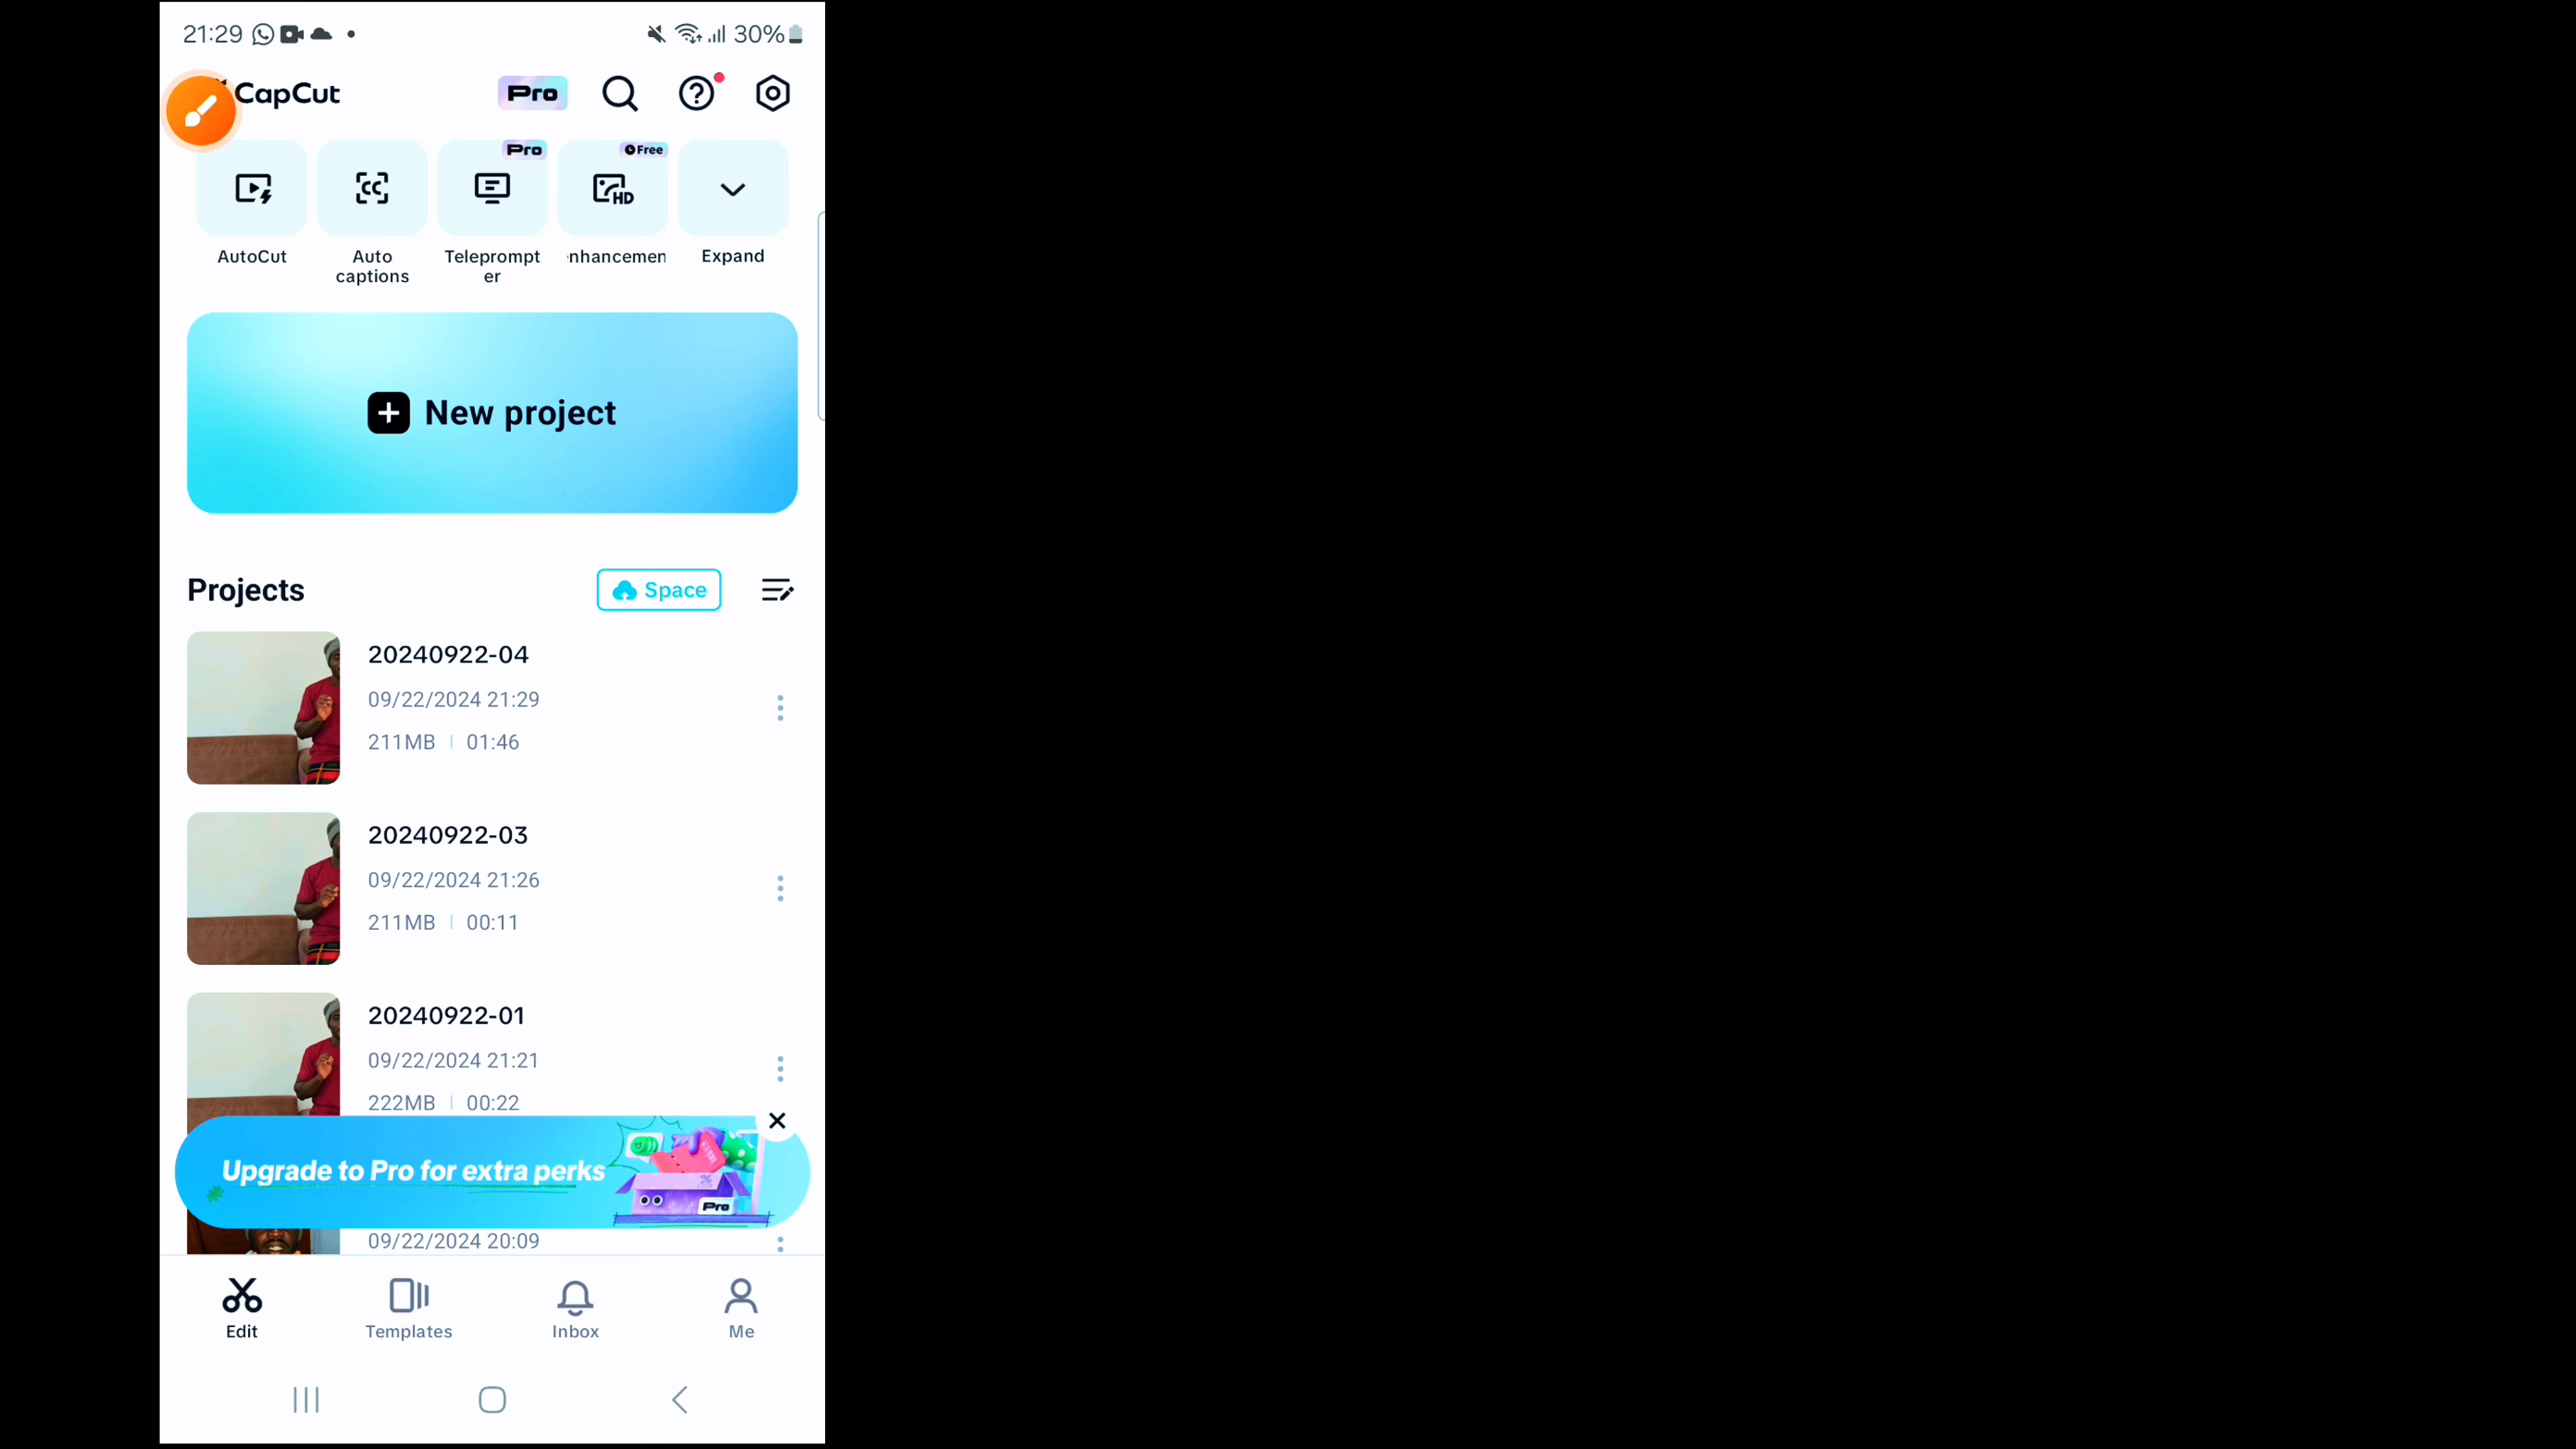 21:29 30%
CapCut Pro
Pro
Free
HD
CC
AutoCut
Auto
captions
Teleprompt
er
nhancemen
Expand
New project
Projects Space
20240922-04
09/22/2024 21:29
211MB 01:46
20240922-03
09/22/2024 21:26
211MB 00:11
20240922-01
09/22/2024 21:21
222MB 00:22
Upgrade to Pro for extra perks
Pro
09/22/2024 20:09
Edit
Templates
Inbox
Me